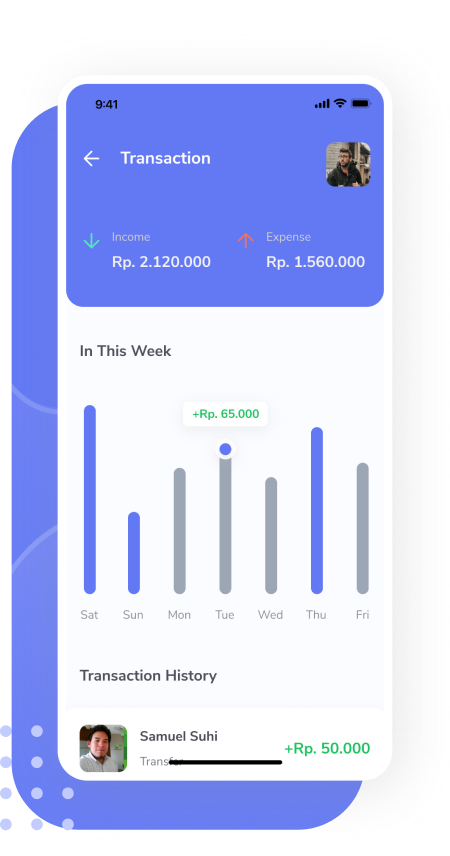 9:41
Transaction
Income
Rp. 2.120.000
Expense
Rp. 1.560.000
In This Week
+Rp. 65.000
Sat Sun Mon Tue Wed Thu Fri
Transaction History
Samuel Suhi
+Rp. 50.000